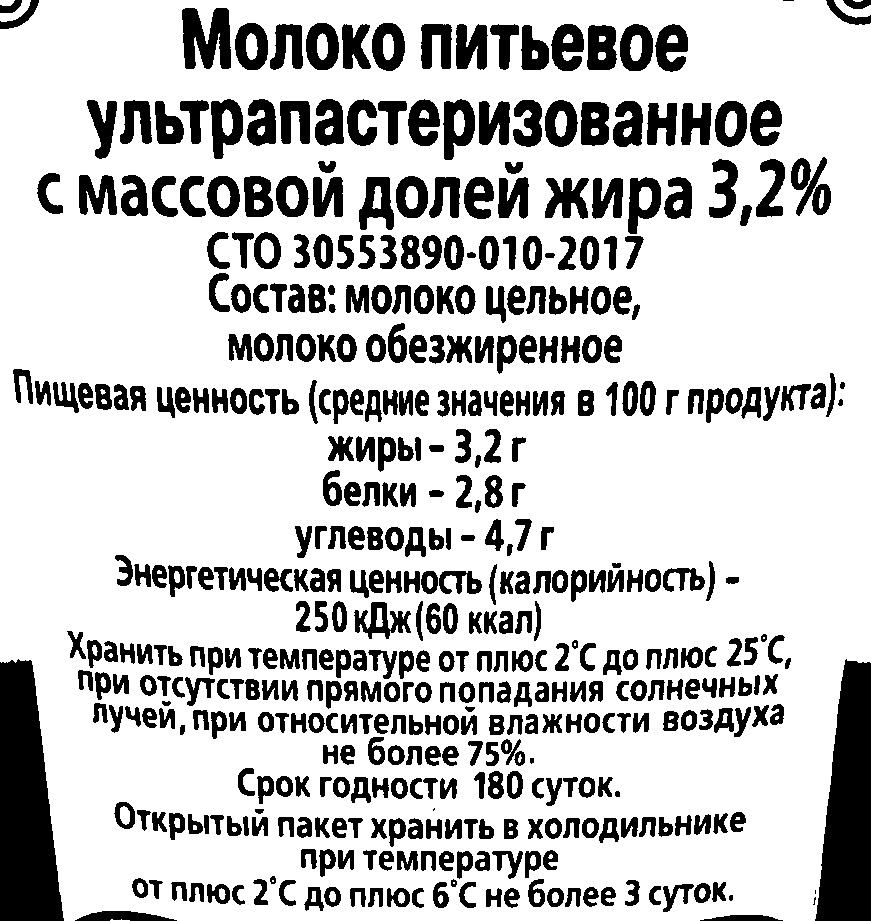 Молоко питьевое
ультрапастеризованное
с массовой долей жира 3,2%
СТО 30553890-010-2017
Состав: молоко цельное,
молоко обезжиренное
Пищевая ценность (средние значения в 100 г продукта):
жиры - 3,2 г
белки - 2,8 г
углеводы - 4,7 г
Энергетическая ценность (калорийность) -
250 кДж (60 ккал)
Хранить при температуре от плюс 2°С до плюс 25°С,
при отсутствии прямого попадания солнечных
лучей, при относительной влажности воздуха
не более 75%.
Срок годности 180 суток.
Открытый пакет хранить в холодильнике
при температуре
от плюс 2°С до плюс 6°С не более 3 суток.